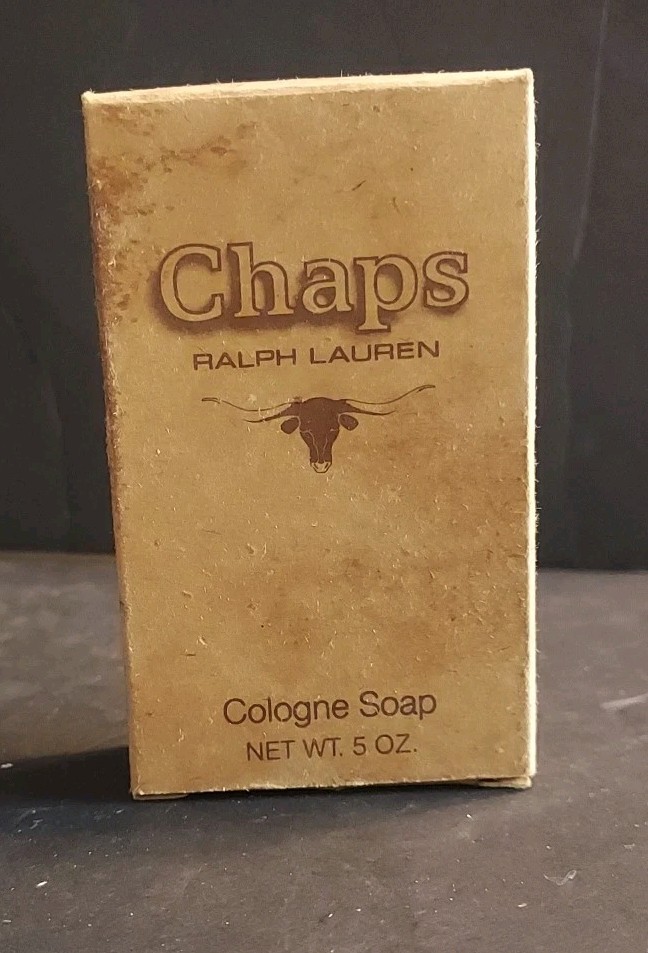 Chaps
RALPH LAUREN
Cologne Soap
NET WT. 5 OZ.